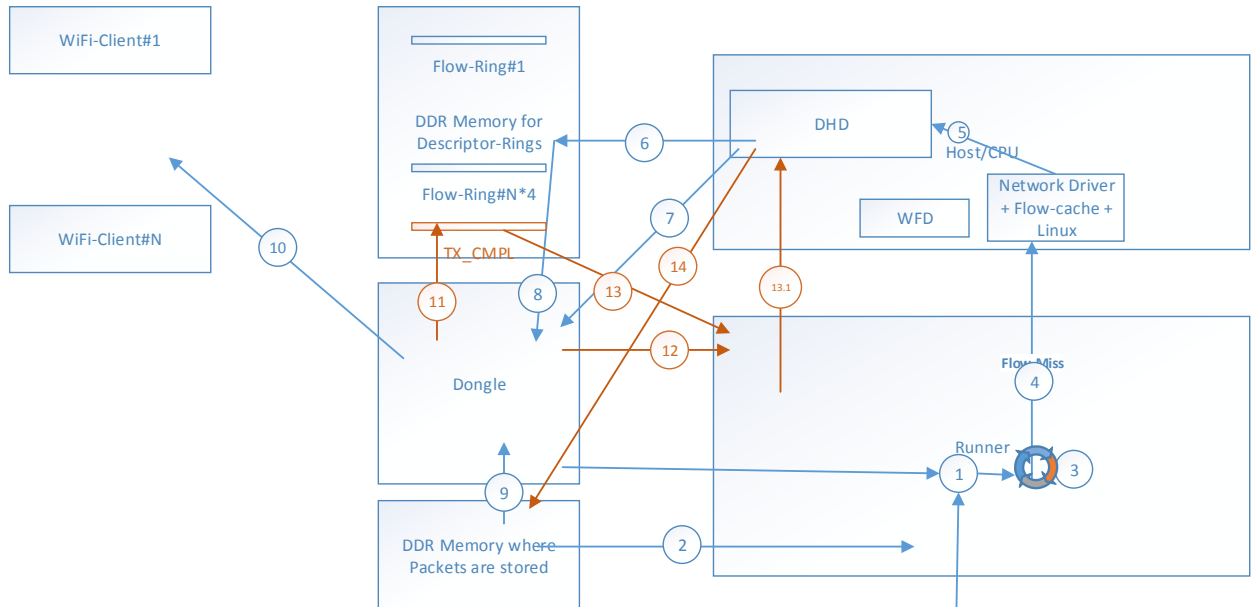 WiFi-Client#1
WiFi-Client#N
10
Flow-Ring#1
DDR Memory for
Descriptor-Rings
Flow-Ring#N*4
TX_CMPL
11
8
13
12
Dongle
9
DDR Memory where
Packets are stored
2
6
7
14
DHD
5
Host/CPU
Network Driver
+ Flow-cache +
Linux
WFD
13.1
Flow Miss
4
Runner
1
3